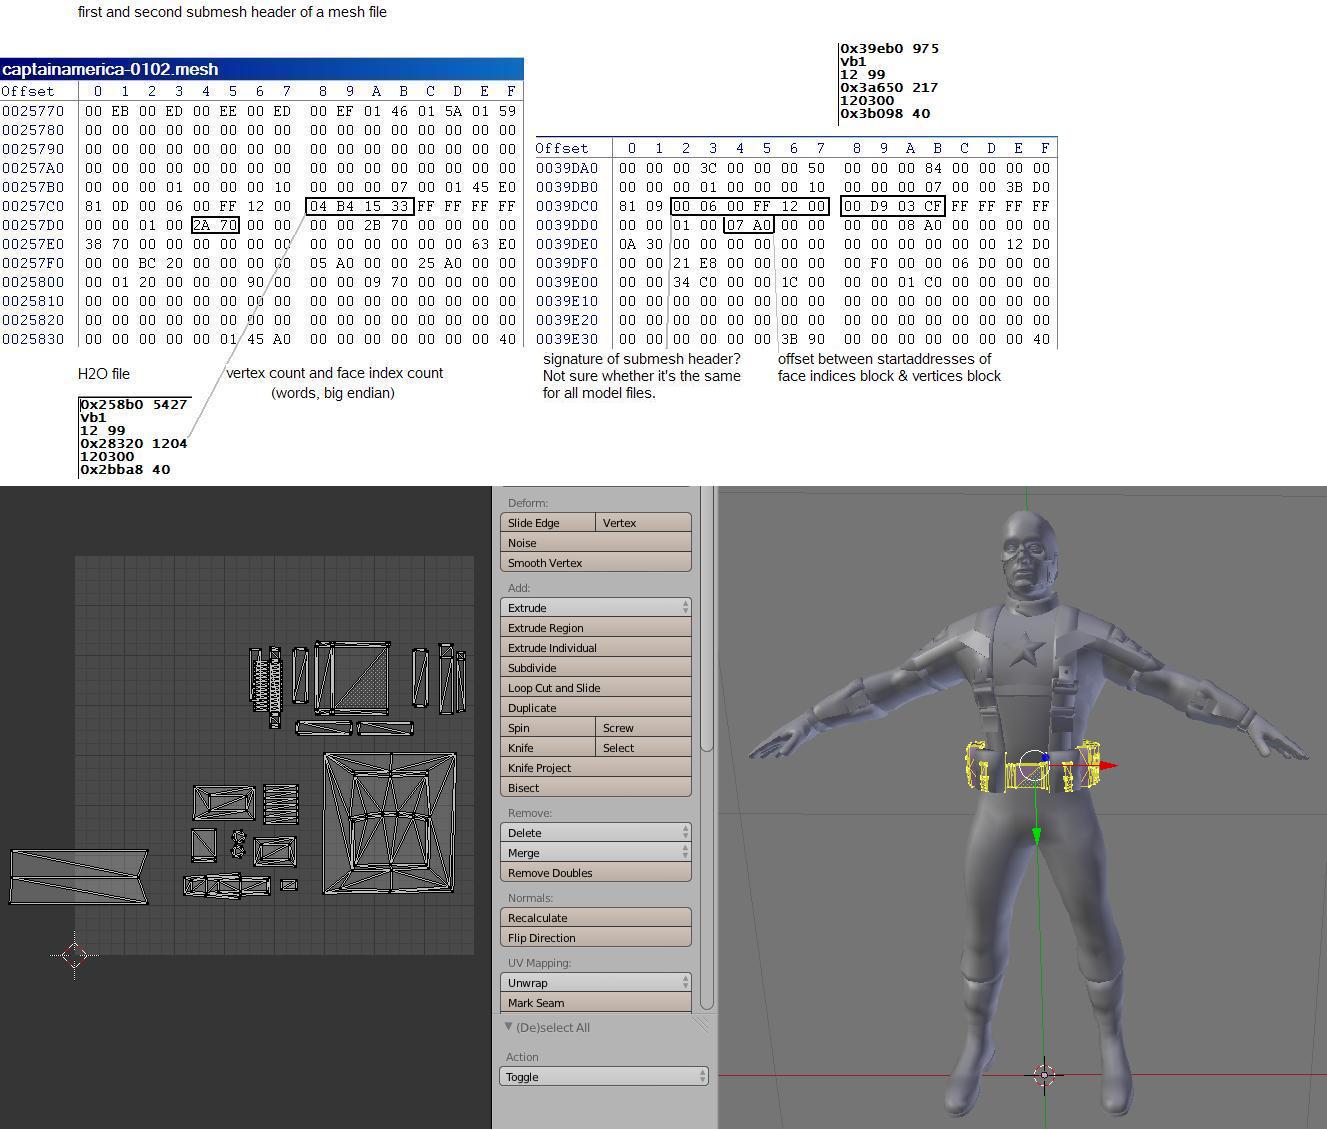 first and second submesh header of a mesh file
captainamerica-0102.mesh
Offset 0 1 2 3 4 5 6 7 8 9 A B C D E F
0025770 00 EB 00 ED 00 EE 00 ED 00 EF 01 46 01 5A 01 59
0025780 00 00 00 00 00 00 00 00 00 00 00 00 00 00 00 00
0025790 00 00 00 00 00 00 00 00 00 00 00 00 00 00 00 00
00257A0 00 00 00 00 00 00 00 00 00 00 00 00 00 00 00 00
00257B0 00 00 00 01 00 00 00 10 00 00 00 07 00 01 45 E0
00257C0 81 0D 00 06 00 FF 12 00 04 B4 15 33 FF FF FF FF
00257D0 00 00 01 00 2A 70 00 00 00 00 2B 70 00 00 00 00
00257E0 38 70 00 00 00 00 00 00 00 00 00 00 00 00 63 E0
00257F0 00 00 BC 20 00 00 00 00 05 A0 00 00 25 A0 00 00
0025800 00 01 20 00 00 00 90 00 00 00 09 70 00 00 00 00
0025810 00 00 00 00 00 00 00 00 00 00 00 00 00 00 00 00
0025820 00 00 00 00 00 00 00 00 00 00 00 00 00 00 00 00
0025830 00 00 00 00 00 01 45 A0 00 00 00 00 00 00 00 40
0x39eb0 975
Vb1
12 99
0x3a650 217
120300
0x3b098 40
Offset 0 1 2 3 4 5 6 7 8 9 A B C D E F
0039DA0 00 00 00 3C 00 00 00 50 00 00 00 84 00 00 00 00
0039DB0 00 00 00 01 00 00 00 10 00 00 00 07 00 00 3B D0
0039DC0 81 09 00 06 00 FF 12 00 00 D9 03 CF FF FF FF FF
0039DD0 00 00 01 00 07 A0 00 00 00 00 08 A0 00 00 00 00
0039DE0 0A 30 00 00 00 00 00 00 00 00 00 00 00 00 12 D0
0039DF0 00 00 21 E8 00 00 00 00 00 F0 00 00 06 D0 00 00
0039E00 00 00 34 C0 00 00 1C 00 00 00 01 C0 00 00 00 00
0039E10 00 00 00 00 00 00 00 00 00 00 00 00 00 00 00 00
0039E20 00 00 00 00 00 00 00 00 00 00 00 00 00 00 00 00
0039E30 00 00 00 00 00 00 3B 90 00 00 00 00 00 00 00 40
signature of submesh header?
Not sure whether it's the same
for all model files.
offset between startaddresses of
face indices block & vertices block
H2O file
vertex count and face index count
(words, big endian)
0x258b0 5427
Vb1
12 99
0x28320 1204
120300
0x2bba8 40
Deform:
Slide Edge Vertex
Noise
Smooth Vertex
Add:
Extrude
Extrude Region
Extrude Individual
Subdivide
Loop Cut and Slide
Duplicate
Spin Screw
Knife Select
Knife Project
Bisect
Remove:
Delete
Merge
Remove Doubles
Normals:
Recalculate
Flip Direction
UV Mapping:
Unwrap
Mark Seam
(De)select All
Action
Toggle